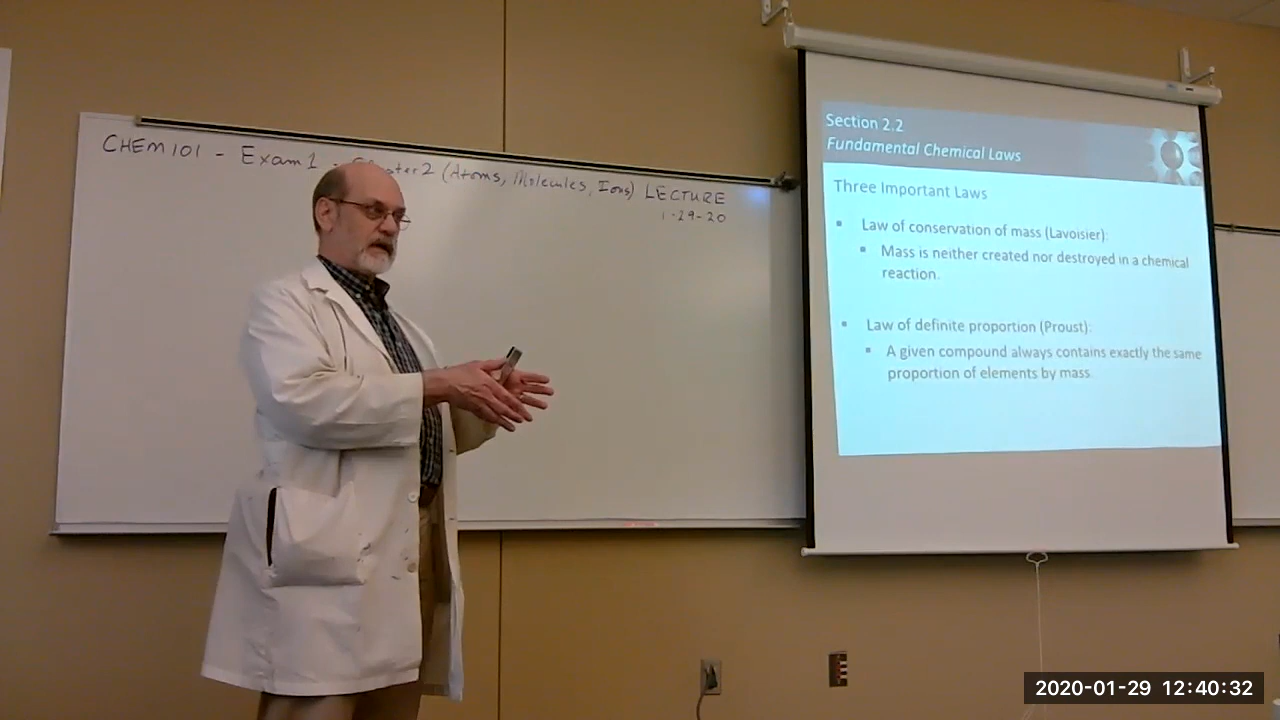 CHEM 101 - Exam 1 - 2 (Atoms, Molecules, Ions) LECTURE
1-29-20
Section 2.2
Fundamental Chemical Laws
Three Important Laws
▪ Law of conservation of mass (Lavoisier):
▪ Mass is neither created nor destroyed in a chemical
reaction.
▪ Law of definite proportion (Proust):
▪ A given compound always contains exactly the same
proportion of elements by mass.
2020-01-29 12:40:32